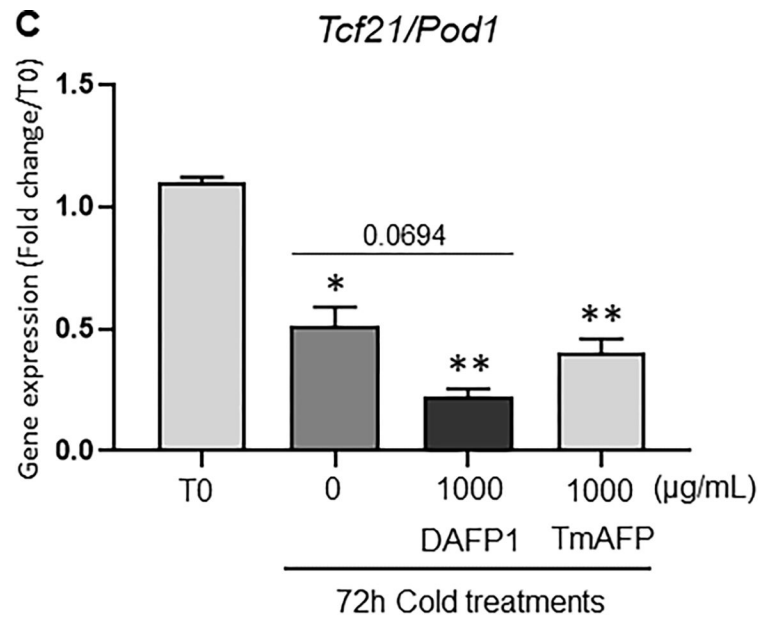 C
Tcf21/Pod1
Gene expression (Fold change/T0)
1.5
1.0
0.5
0.0
0.0694
*
**
**
T0 0 1000 1000 (µg/mL)
DAFP1 TmAFP
72h Cold treatments